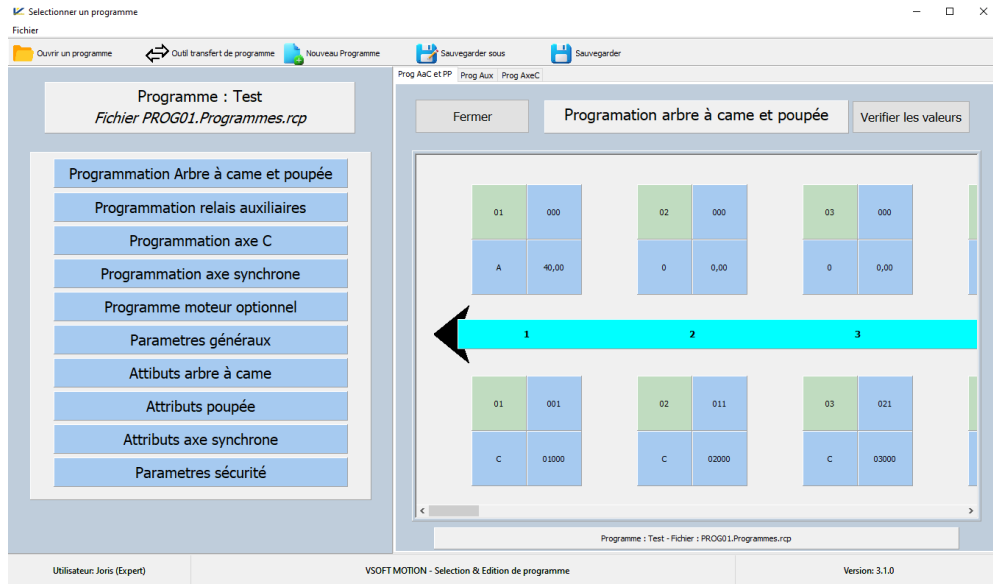 Selectionner un programme
Fichier
Ouvrir un programme Outil transfert de programme Nouveau Programme Sauvegarder sous Sauvegarder
Programme : Test
Fichier PROG01.Programmes.rcp
Programmation Arbre à came et poupée
Programmation relais auxiliaires
Programmation axe C
Programmation axe synchrone
Programme moteur optionnel
Parametres généraux
Attibuts arbre à came
Attributs poupée
Attributs axe synchrone
Parametres sécurité
Prog AaC et PP Prog Aux Prog AxeC
Fermer Programation arbre à came et poupée Verifier les valeurs
01 000 02 000 03 000
A 40,00 0 0,00 0 0,00
1 2 3
01 001 02 011 03 021
C 01000 C 02000 C 03000
Programme : Test - Fichier : PROG01.Programmes.rcp
Utilisateur: Joris (Expert) VSOFT MOTION - Selection & Edition de programme Version: 3.1.0